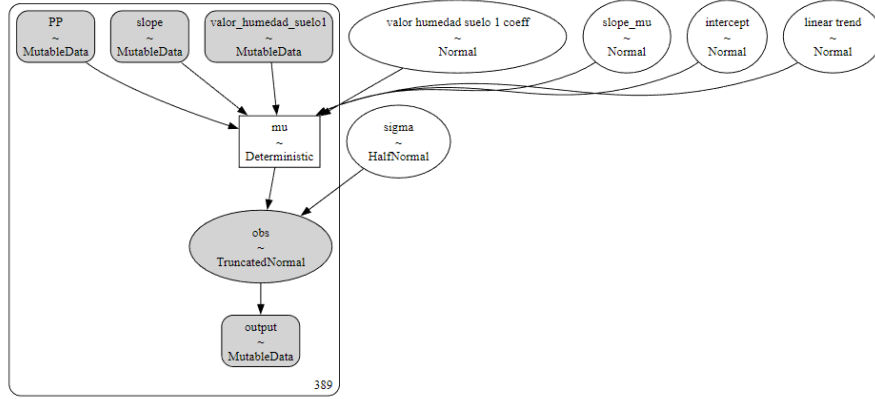 PP
~
MutableData
slope
~
MutableData
valor_humedad_suelo1
~
MutableData
valor humedad suelo 1 coeff
~
Normal
slope_mu
~
Normal
intercept
~
Normal
linear trend
~
Normal
mu
~
Deterministic
sigma
~
HalfNormal
obs
~
TruncatedNormal
output
~
MutableData
389